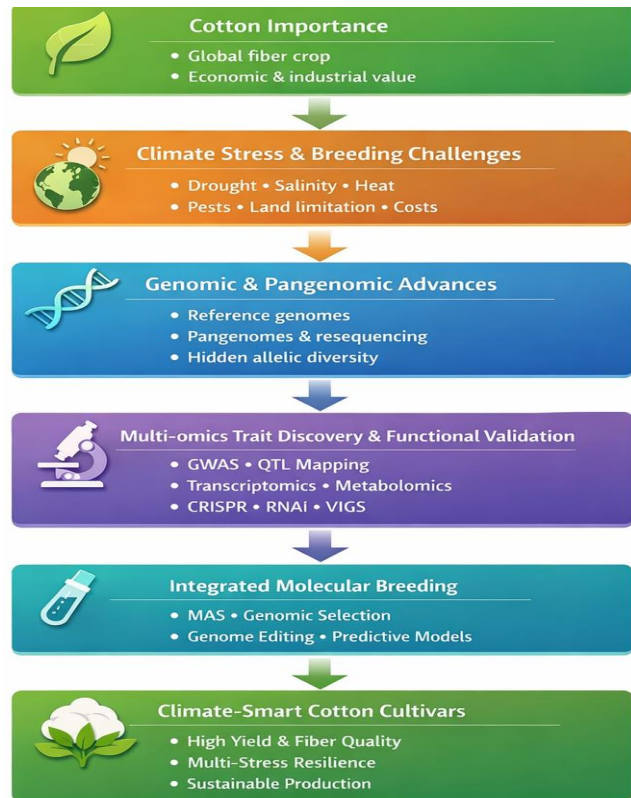 Cotton Importance
• Global fiber crop
• Economic & industrial value
Climate Stress & Breeding Challenges
• Drought • Salinity • Heat
• Pests • Land limitation • Costs
Genomic & Pangenomic Advances
• Reference genomes
• Pangenomes & resequencing
• Hidden allelic diversity
Multi-omics Trait Discovery & Functional Validation
• GWAS • QTL Mapping
• Transcriptomics • Metabolomics
• CRISPR • RNAi • VIGS
Integrated Molecular Breeding
• MAS • Genomic Selection
• Genome Editing • Predictive Models
Climate-Smart Cotton Cultivars
• High Yield & Fiber Quality
• Multi-Stress Resilience
• Sustainable Production